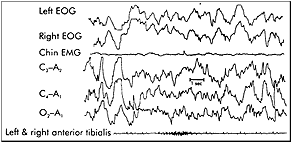 Left EOG
Right EOG
Chin EMG
C₃–A₂
C₄–A₁
1 sec
O₂–A₁
Left & right anterior tibialis